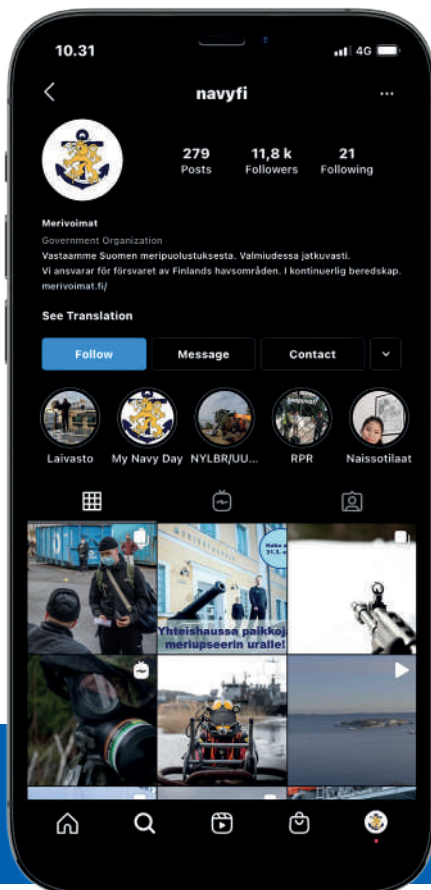 10.31
4G
navyfi
279
Posts
11,8 k
Followers
21
Following
Merivoimat
Government Organization
Vastaamme Suomen meripuolustuksesta. Valmiudessa jatkuvasti.
Vi ansvarar för försvaret av Finlands havsområden. I kontinuerlig beredskap.
merivoimat.fi/
See Translation
Follow
Message
Contact
Laivasto
My Navy Day
NYLBR/UU...
RPR
Naissotilaat
Yhteishaussa paikkoja
meriupseerin uralle!